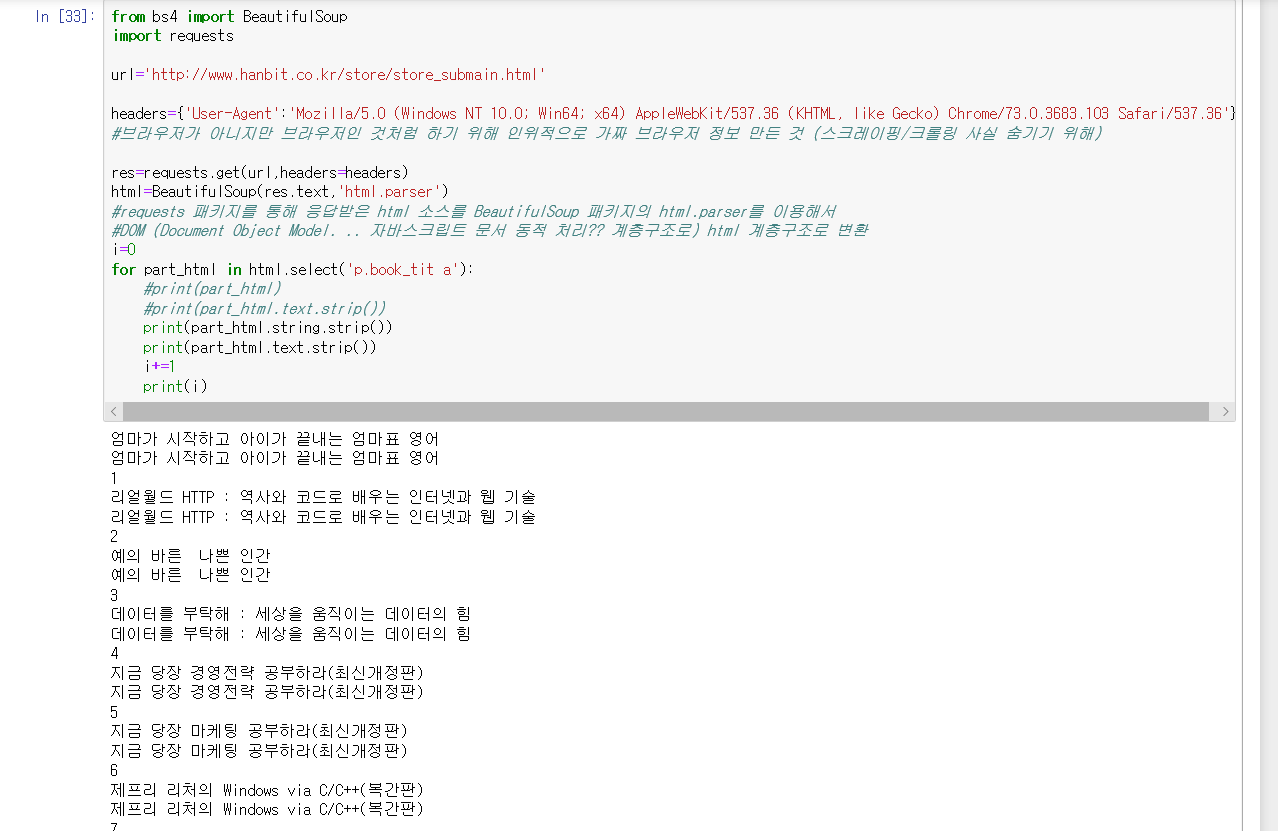 In [33]:
from bs4 import BeautifulSoup
import requests
url='http://www.hanbit.co.kr/store/store_submain.html'
headers={'User-Agent':'Mozilla/5.0 (Windows NT 10.0; Win64; x64) AppleWebKit/537.36 (KHTML, like Gecko) Chrome/73.0.3683.103 Safari/537.36'}
#브라우저가 아니지만 브라우저인 것처럼 하기 위해 인위적으로 가짜 브라우저 정보 만든 것 (스크레이핑/크롤링 사실 숨기기 위해)
res=requests.get(url,headers=headers)
html=BeautifulSoup(res.text,'html.parser')
#requests 패키지를 통해 응답받은 html 소스를 BeautifulSoup 패키지의 html.parser를 이용해서
#DOM (Document Object Model. .. 자바스크립트 문서 동적 처리?? 계층구조로) html 계층구조로 변환
i=0
for part_html in html.select('p.book_tit a'):
    #print(part_html)
    #print(part_html.text.strip())
    print(part_html.string.strip())
    print(part_html.text.strip())
    i+=1
    print(i)
엄마가 시작하고 아이가 끝내는 엄마표 영어
엄마가 시작하고 아이가 끝내는 엄마표 영어
1
리얼월드 HTTP : 역사와 코드로 배우는 인터넷과 웹 기술
리얼월드 HTTP : 역사와 코드로 배우는 인터넷과 웹 기술
2
예의 바른  나쁜 인간
예의 바른  나쁜 인간
3
데이터를 부탁해 : 세상을 움직이는 데이터의 힘
데이터를 부탁해 : 세상을 움직이는 데이터의 힘
4
지금 당장 경영전략 공부하라(최신개정판)
지금 당장 경영전략 공부하라(최신개정판)
5
지금 당장 마케팅 공부하라(최신개정판)
지금 당장 마케팅 공부하라(최신개정판)
6
제프리 리처의 Windows via C/C++(복간판)
제프리 리처의 Windows via C/C++(복간판)
7